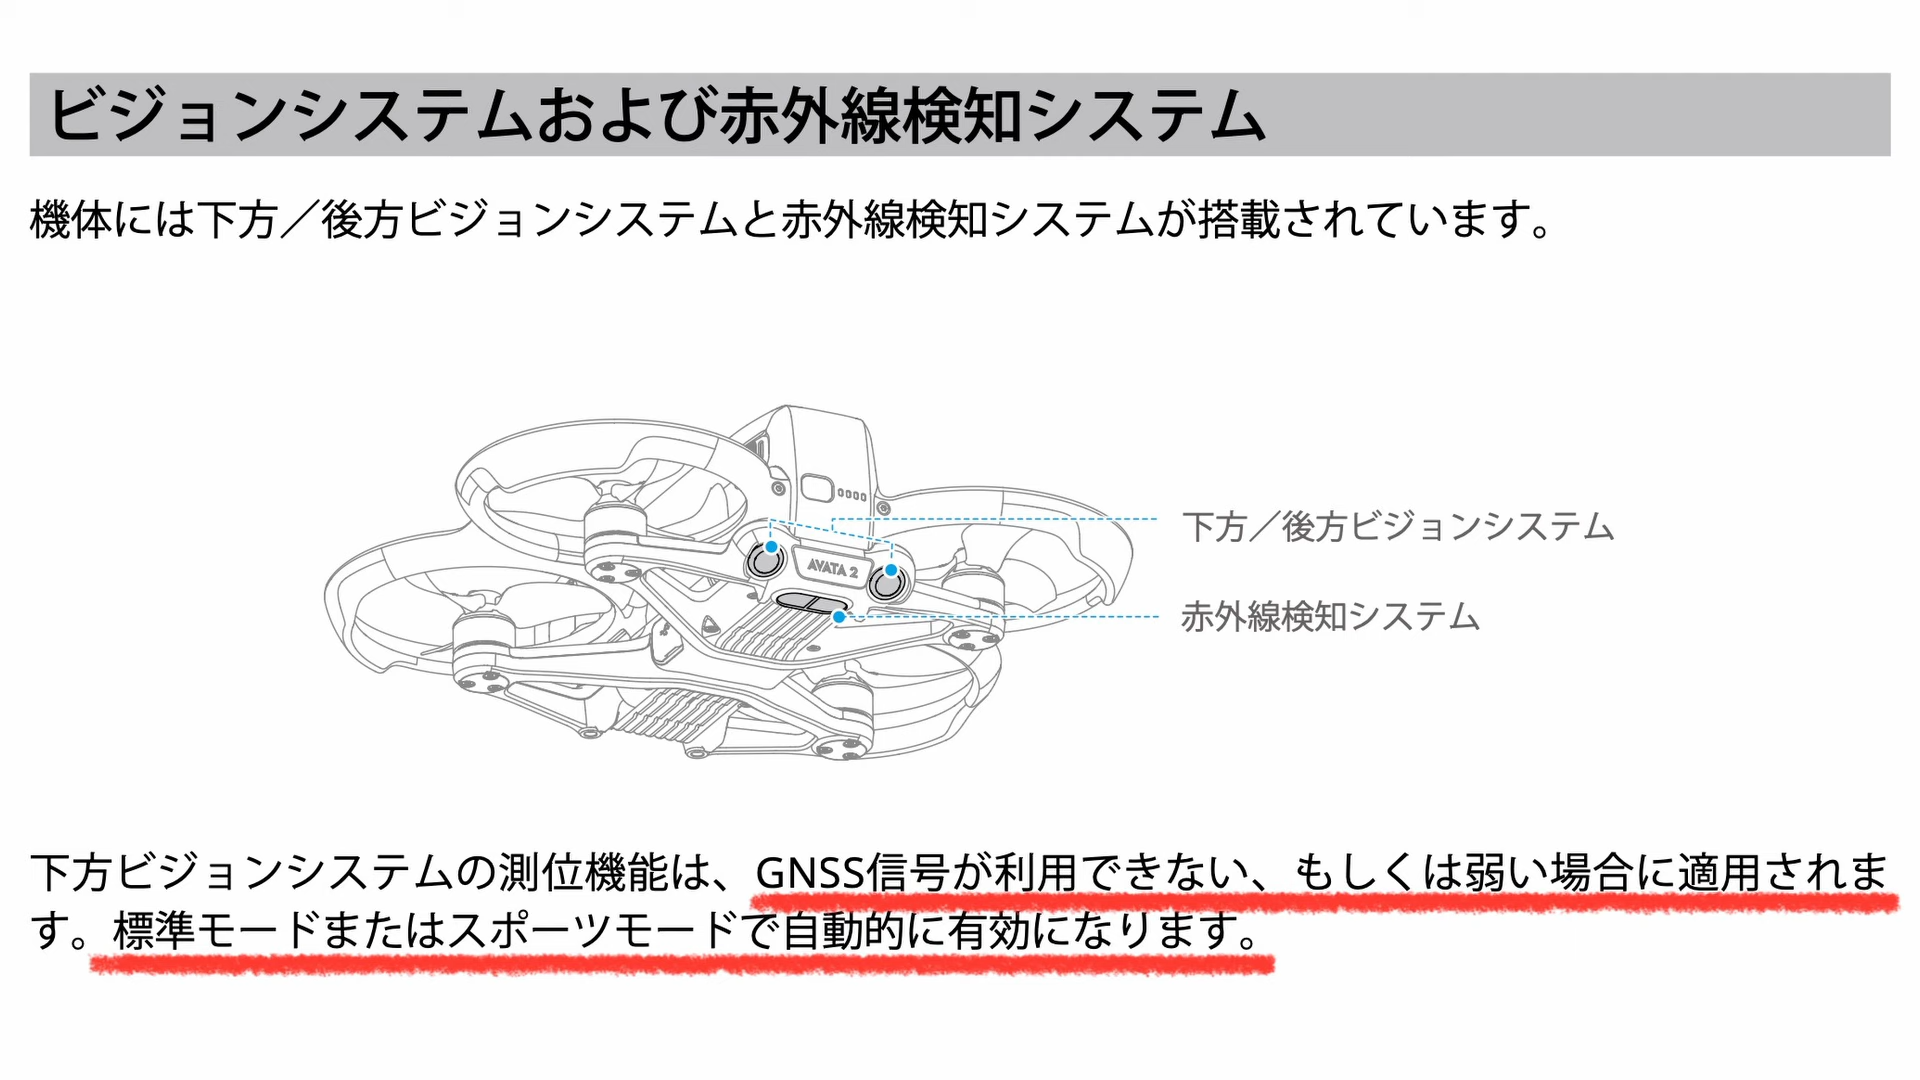 ビジョンシステムおよび赤外線検知システム
機体には下方／後方ビジョンシステムと赤外線検知システムが搭載されています。
下方／後方ビジョンシステム
AVATA 2
赤外線検知システム
下方ビジョンシステムの測位機能は、GNSS信号が利用できない、もしくは弱い場合に適用されま
す。標準モードまたはスポーツモードで自動的に有効になります。